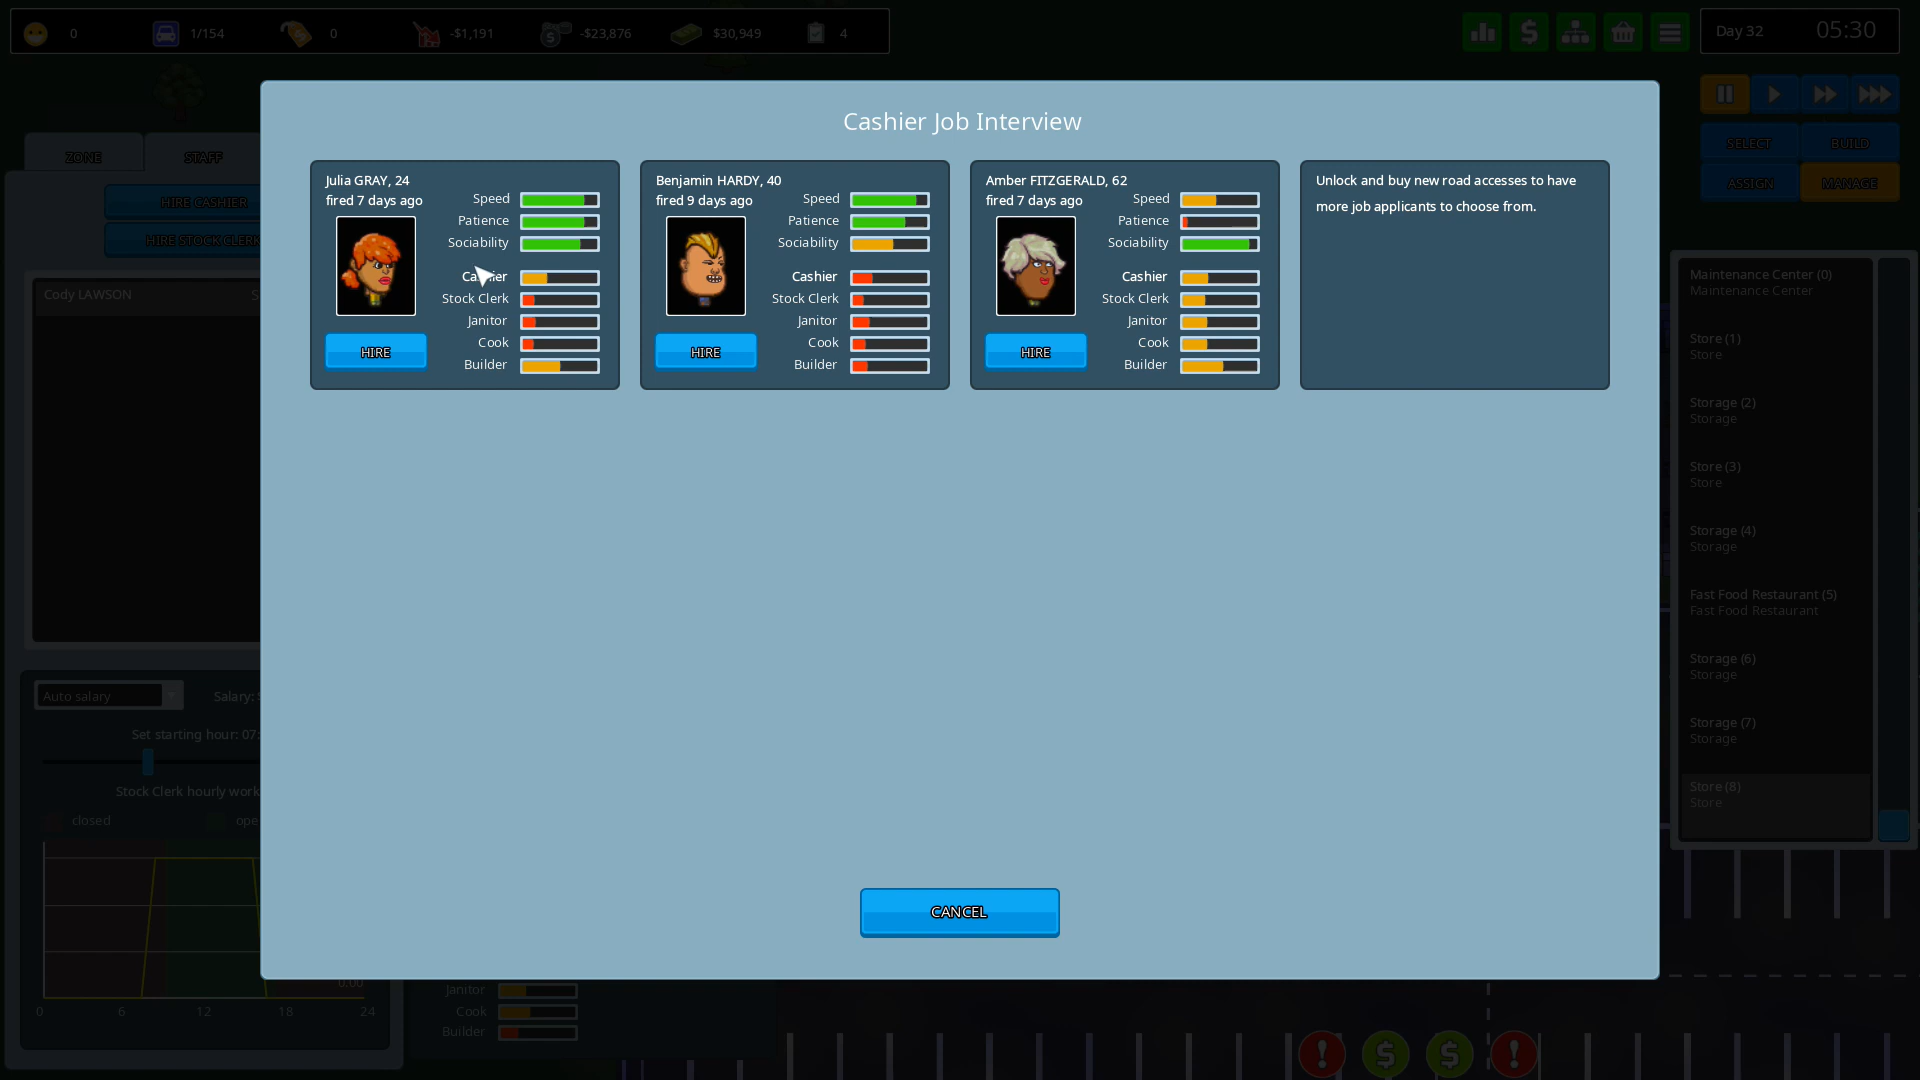 0
1/154
0
-$1,191
-$23,876
$30,949
4
Day 32
05:30
ZONE
STAFF
HIRE CASHIER
HIRE STOCK CLERK
Cody LAWSON
S
Cashier Job Interview
Julia GRAY, 24
fired 7 days ago
Speed
Patience
Sociability
Cashier
Stock Clerk
Janitor
Cook
Builder
HIRE
Benjamin HARDY, 40
fired 9 days ago
Speed
Patience
Sociability
Cashier
Stock Clerk
Janitor
Cook
Builder
HIRE
Amber FITZGERALD, 62
fired 7 days ago
Speed
Patience
Sociability
Cashier
Stock Clerk
Janitor
Cook
Builder
HIRE
Unlock and buy new road accesses to have
more job applicants to choose from.
CANCEL
SELECT
BUILD
ASSIGN
MANAGE
Maintenance Center (0)
Maintenance Center
Store (1)
Store
Storage (2)
Storage
Store (3)
Store
Storage (4)
Storage
Fast Food Restaurant (5)
Fast Food Restaurant
Storage (6)
Storage
Storage (7)
Storage
Store (8)
Store
Auto salary
Salary:
Set starting hour: 07:
Stock Clerk hourly work
closed
ope
0.00
0
6
12
18
24
Janitor
Cook
Builder